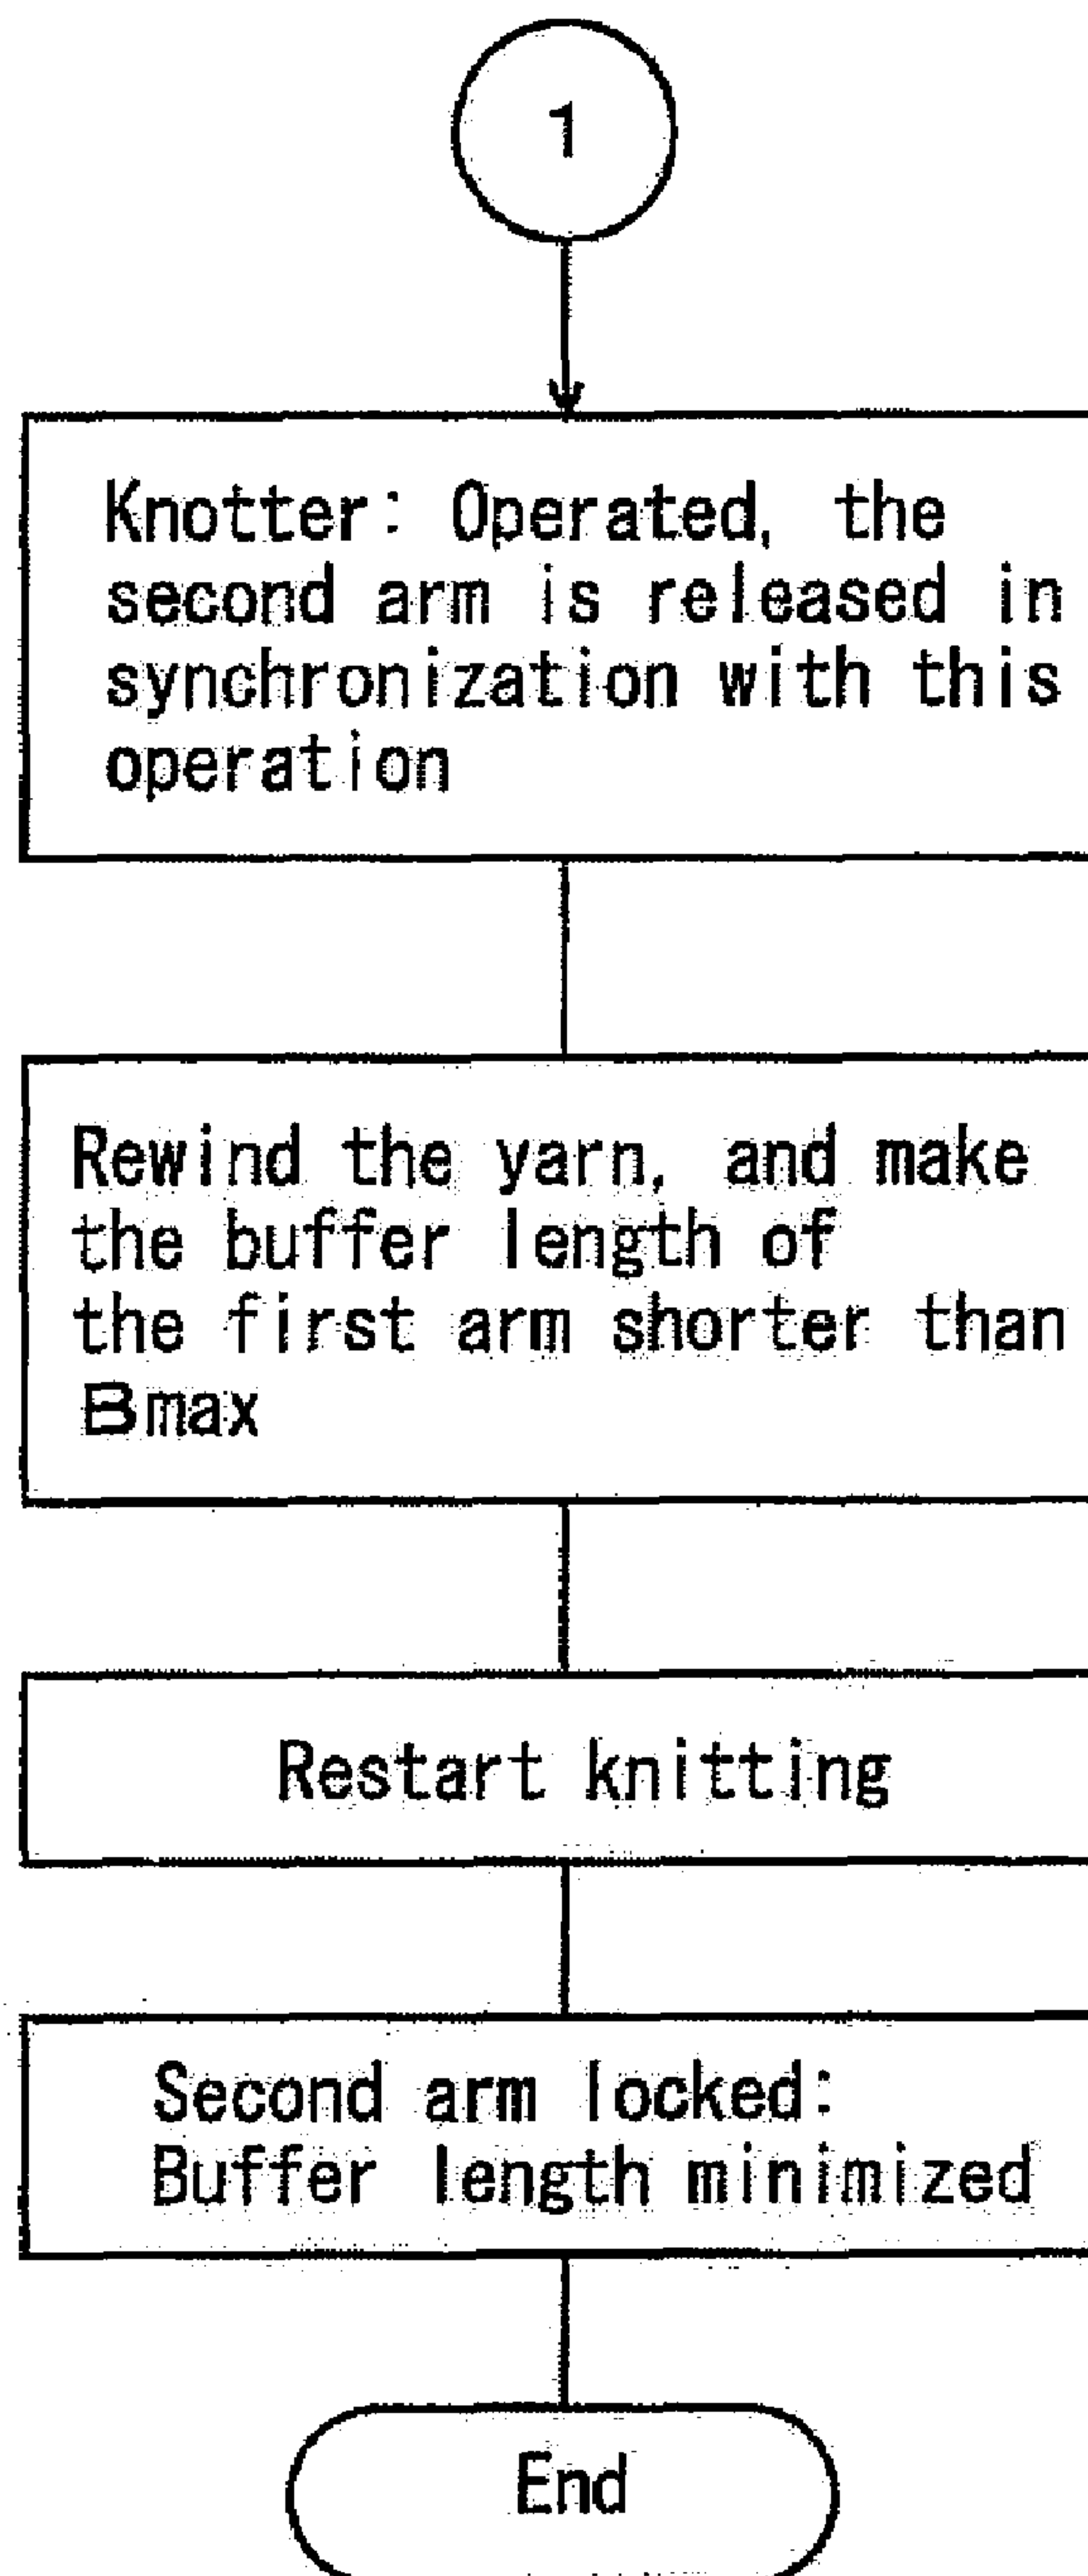 1
Knotter: Operated, the
second arm is released in
synchronization with this
operation
Rewind the yarn, and make
the buffer length of
the first arm shorter than
Bmax
Restart knitting
Second arm locked:
Buffer length minimized
End